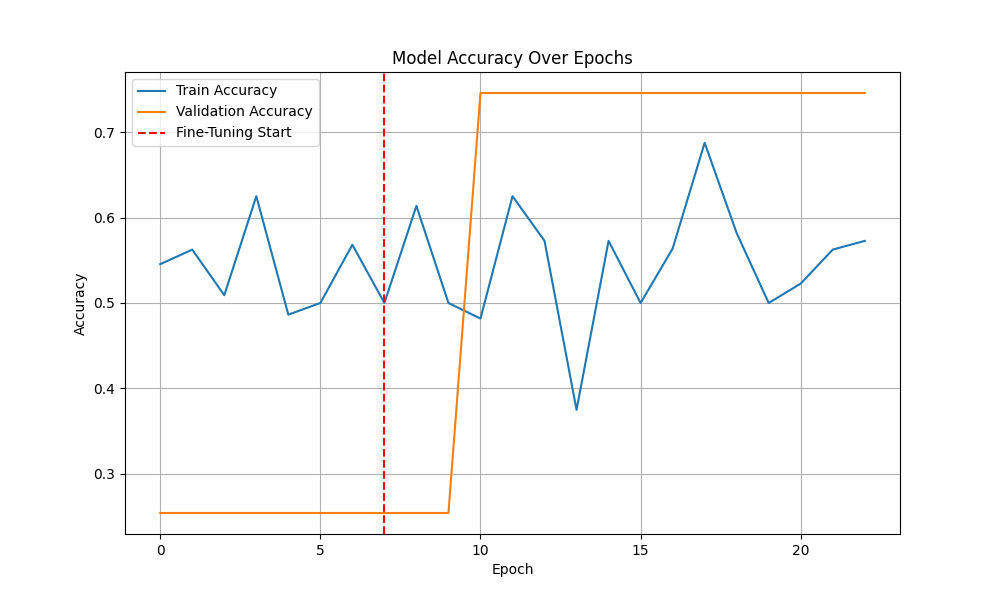 Model Accuracy Over Epochs
Train Accuracy
Validation Accuracy
Fine-Tuning Start
Accuracy
0.7
0.6
0.5
0.4
0.3
0 5 10 15 20
Epoch